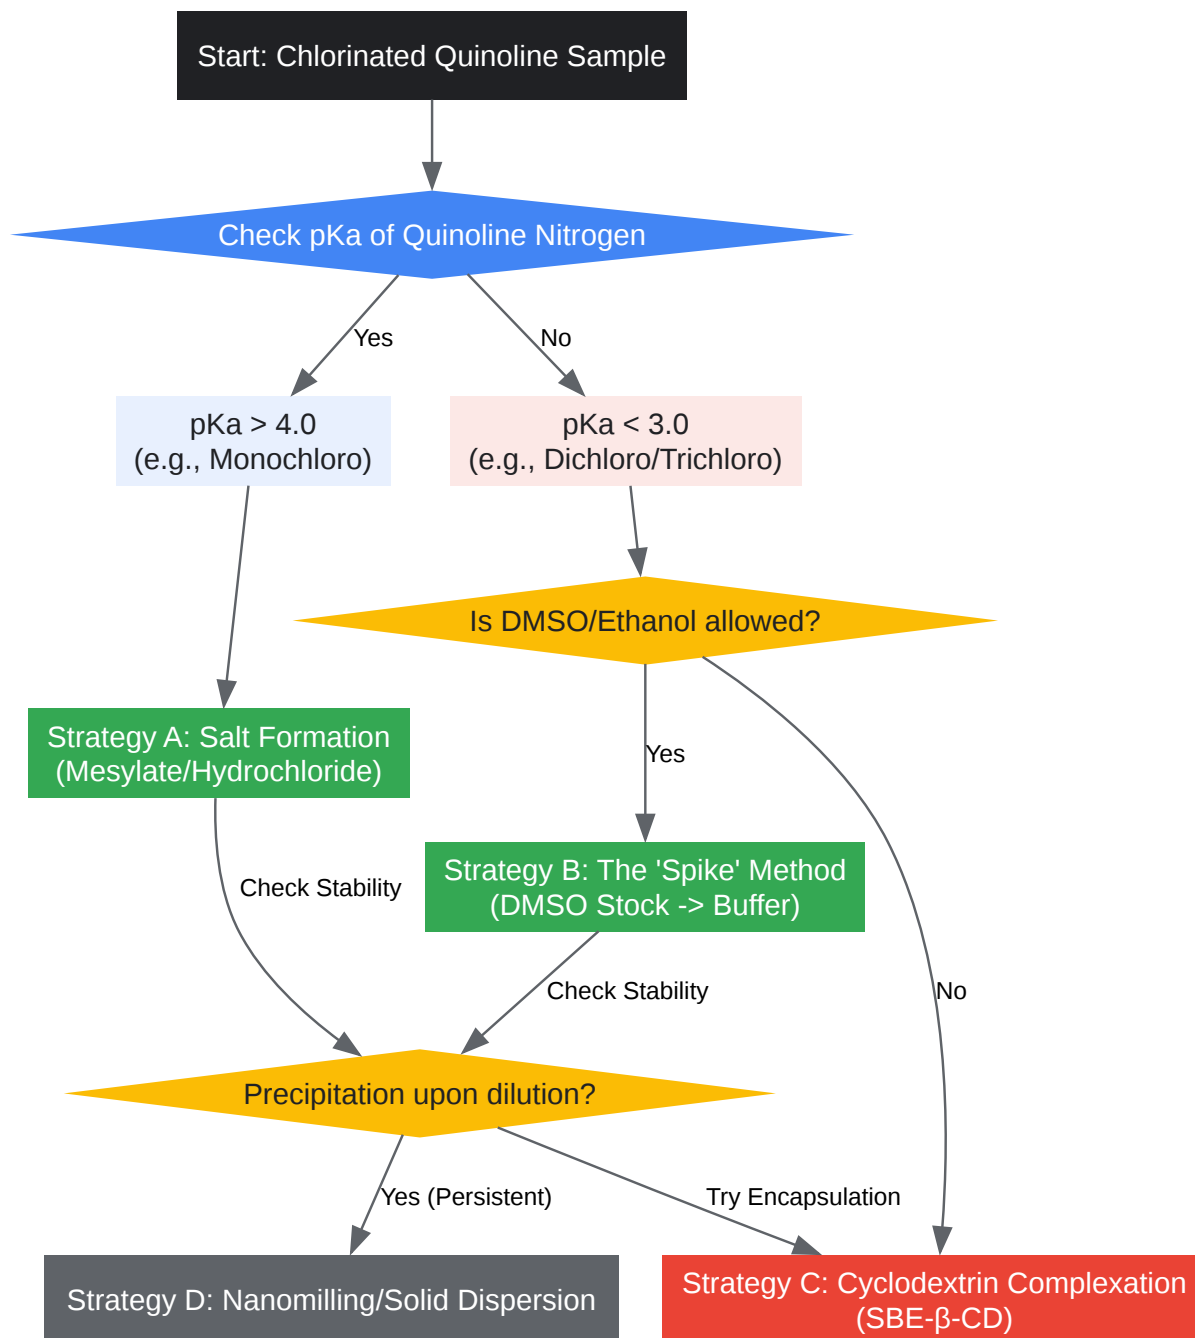 Start: Chlorinated Quinoline Sample
Check pKa of Quinoline Nitrogen
Yes
No
pKa > 4.0
(e.g., Monochloro)
pKa < 3.0
(e.g., Dichloro/Trichloro)
Is DMSO/Ethanol allowed?
Strategy A: Salt Formation
(Mesylate/Hydrochloride)
Yes
Strategy B: The 'Spike' Method
(DMSO Stock -> Buffer)
Check Stability
Check Stability
No
Precipitation upon dilution?
Yes (Persistent)
Try Encapsulation
Strategy D: Nanomilling/Solid Dispersion
Strategy C: Cyclodextrin Complexation
(SBE-β-CD)